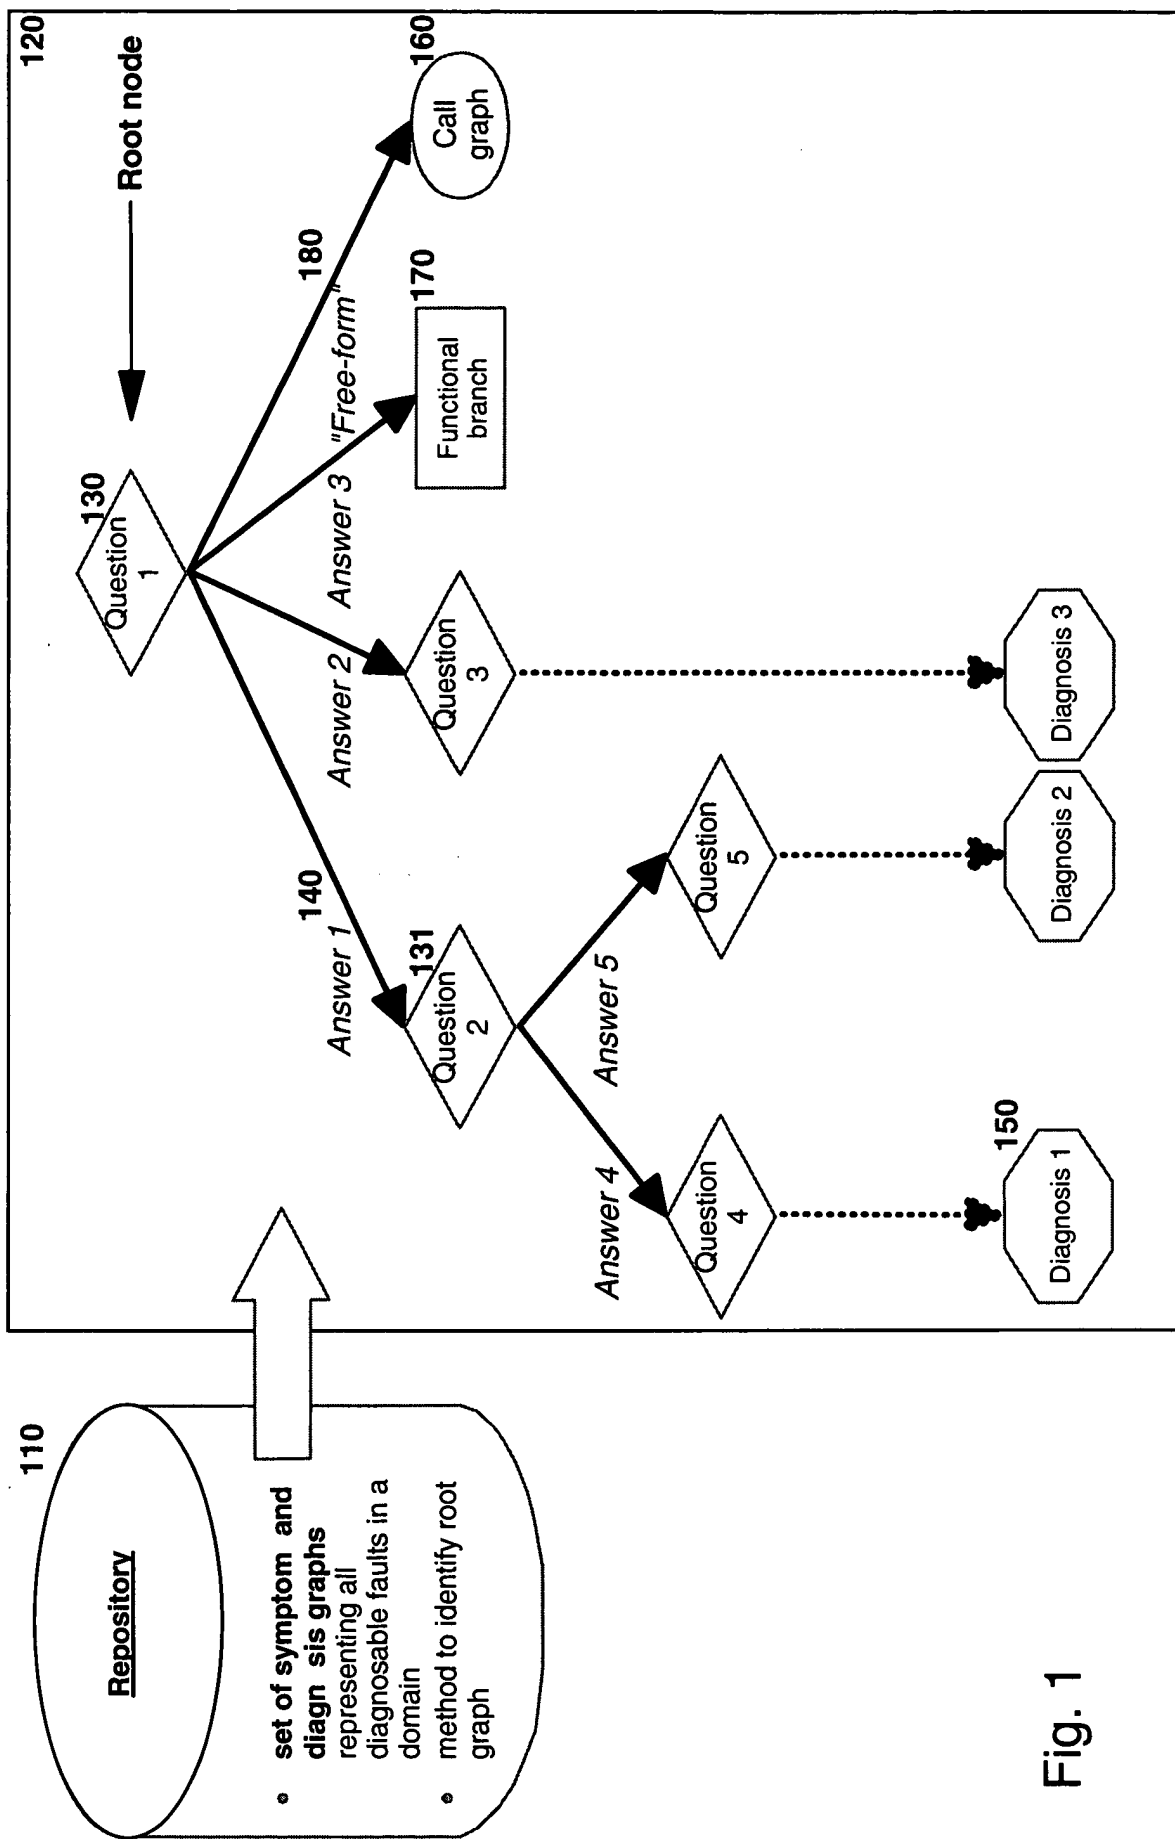 110
Repository
set of symptom and
diagn sis graphs
representing all
diagnosable faults in a
domain
method to identify root
graph
120
Root node
130
Question
1
140
180
Answer 1
Answer 2
Answer 3
"Free-form"
131
Question
2
Question
3
170
Functional
branch
160
Call
graph
Answer 4
Answer 5
Question
4
Question
5
150
Diagnosis 1
Diagnosis 2
Diagnosis 3
Fig. 1